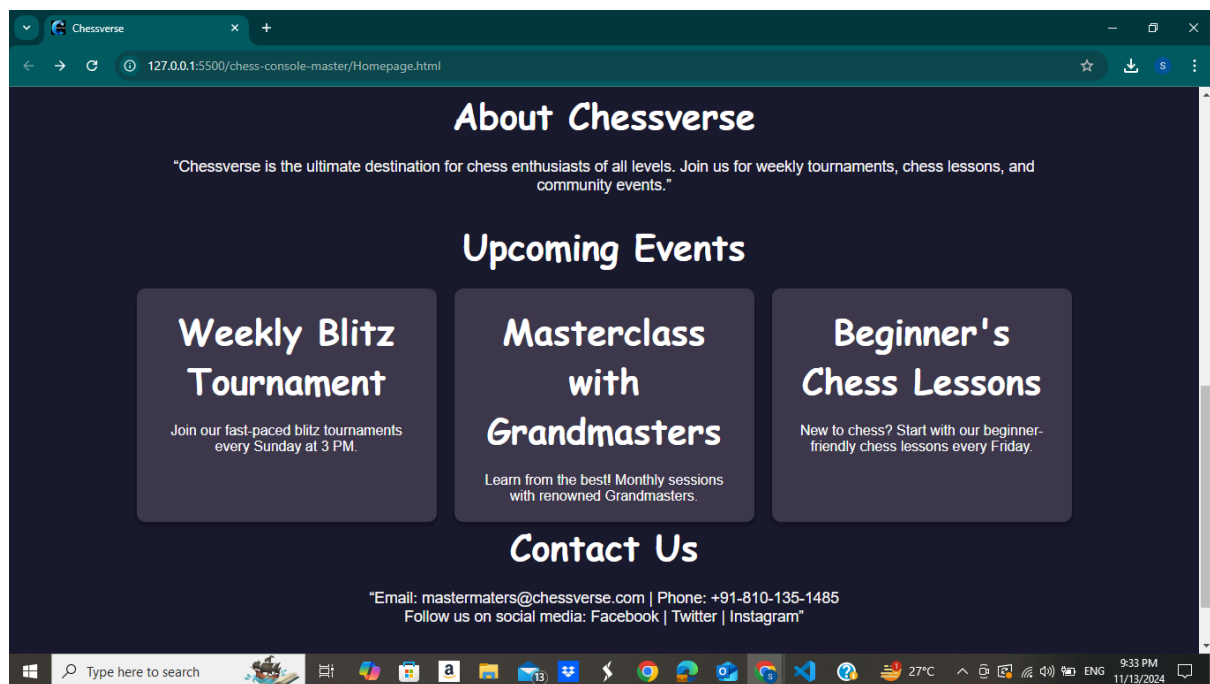 Chessverse
127.0.0.1:5500/chess-console-master/Homepage.html
S
About Chessverse
“Chessverse is the ultimate destination for chess enthusiasts of all levels. Join us for weekly tournaments, chess lessons, and
community events.”
Upcoming Events
Weekly Blitz
Tournament
Join our fast-paced blitz tournaments
every Sunday at 3 PM.
Masterclass
with
Grandmasters
Learn from the best! Monthly sessions
with renowned Grandmasters.
Beginner's
Chess Lessons
New to chess? Start with our beginner-
friendly chess lessons every Friday.
Contact Us
“Email: mastermaters@chessverse.com | Phone: +91-810-135-1485
Follow us on social media: Facebook | Twitter | Instagram”
Type here to search
a
13
S
27°C
ENG
9:33 PM
11/13/2024